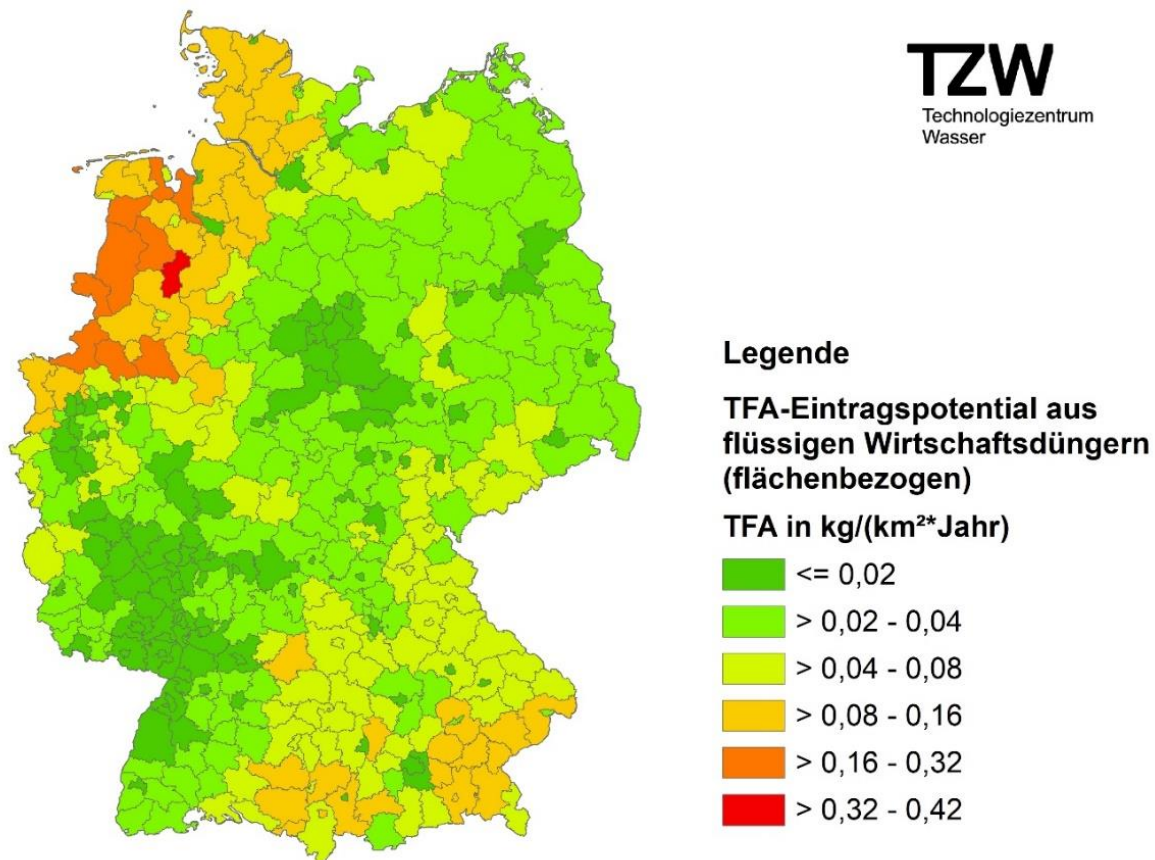 TZW
Technologiezentrum
Wasser
Legende
TFA-Eintragspotential aus
flüssigen Wirtschaftsdüngern
(flächenbezogen)
TFA in kg/(km²*Jahr)
<= 0,02
> 0,02 - 0,04
> 0,04 - 0,08
> 0,08 - 0,16
> 0,16 - 0,32
> 0,32 - 0,42